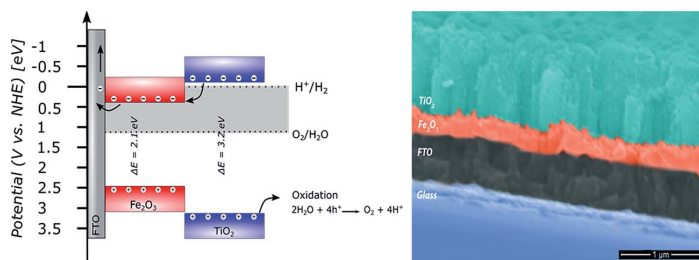 Potential (V vs. NHE) [eV]
-1
-0.5
0
0.5
1
1.5
2
2.5
3
3.5
FTO
ΔE = 2.1 eV
ΔE = 3.2 eV
H⁺/H₂
O₂/H₂O
Fe₂O₃
TiO₂
Oxidation
2H₂O + 4h⁺ → O₂ + 4H⁺
TiO₂
Fe₂O₃
FTO
Glass
1 µm